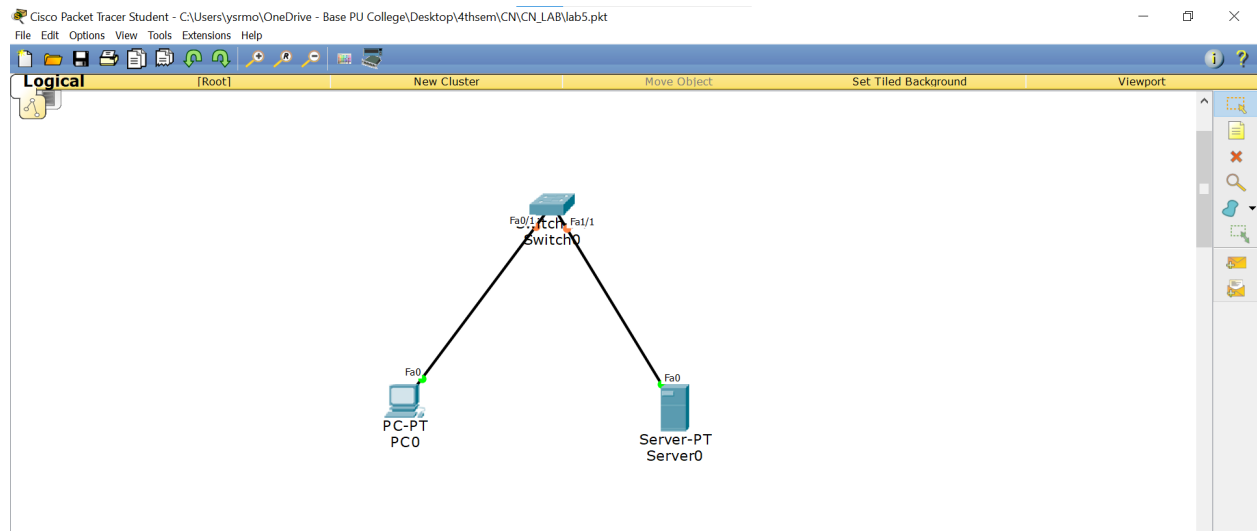 Cisco Packet Tracer Student - C:\Users\ysrmo\OneDrive - Base PU College\Desktop\4thsem\CN\CN_LAB\lab5.pkt
File Edit Options View Tools Extensions Help
Logical [Root] New Cluster Move Object Set Tiled Background Viewport
Fa0/1 Fa1/1
Switch0
Fa0 Fa0
PC-PT
PC0
Server-PT
Server0